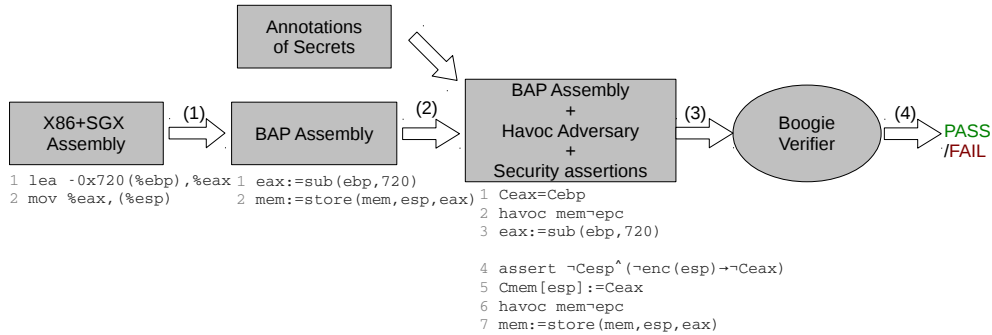 Annotations
of Secrets
X86+SGX
Assembly
(1)
BAP Assembly
(2)
BAP Assembly
+
Havoc Adversary
+
Security assertions
(3)
Boogie
Verifier
(4)
PASS
/FAIL
1 lea -0x720(%ebp),%eax
2 mov %eax,(%esp)
1 eax:=sub(ebp,720)
2 mem:=store(mem,esp,eax)
1 Ceax=Cebp
2 havoc mem¬epc
3 eax:=sub(ebp,720)
4 assert ¬Cesp^(¬enc(esp)→¬Ceax)
5 Cmem[esp]:=Ceax
6 havoc mem¬epc
7 mem:=store(mem,esp,eax)